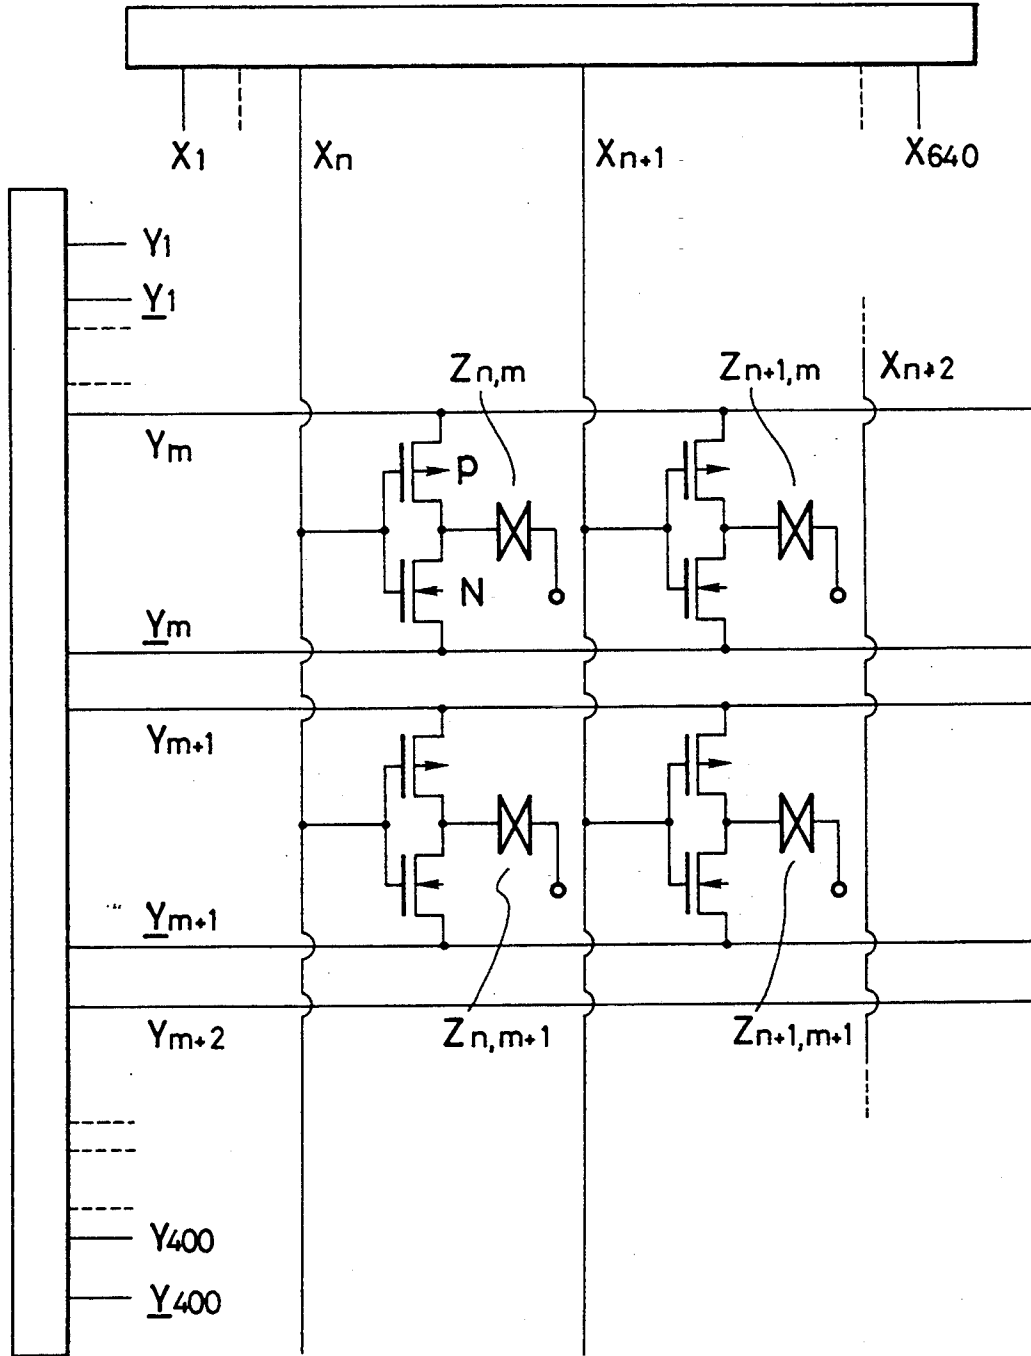 X1 Xn Xn+1 X640
Y1
Y1
Zn,m Zn+1,m Xn+2
Ym
P
N
Ym
Ym+1
Ym+1
Ym+2 Zn,m+1 Zn+1,m+1
Y400
Y400